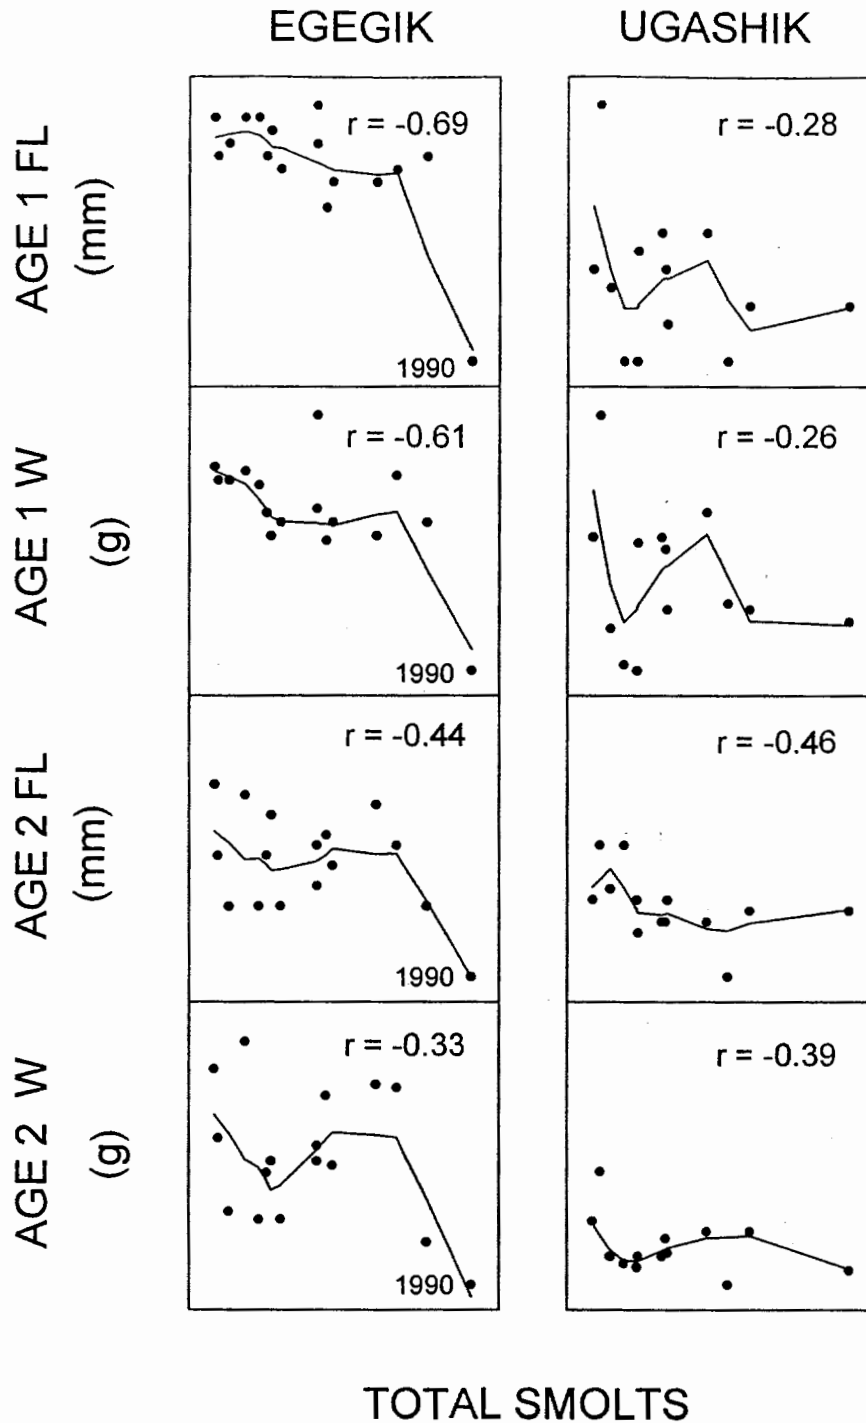 EGEGIK UGASHIK
AGE 1 FL
(mm)
r = -0.69
1990
r = -0.28
AGE 1 W
(g)
r = -0.61
1990
r = -0.26
AGE 2 FL
(mm)
r = -0.44
1990
r = -0.46
AGE 2 W
(g)
r = -0.33
1990
r = -0.39
TOTAL SMOLTS